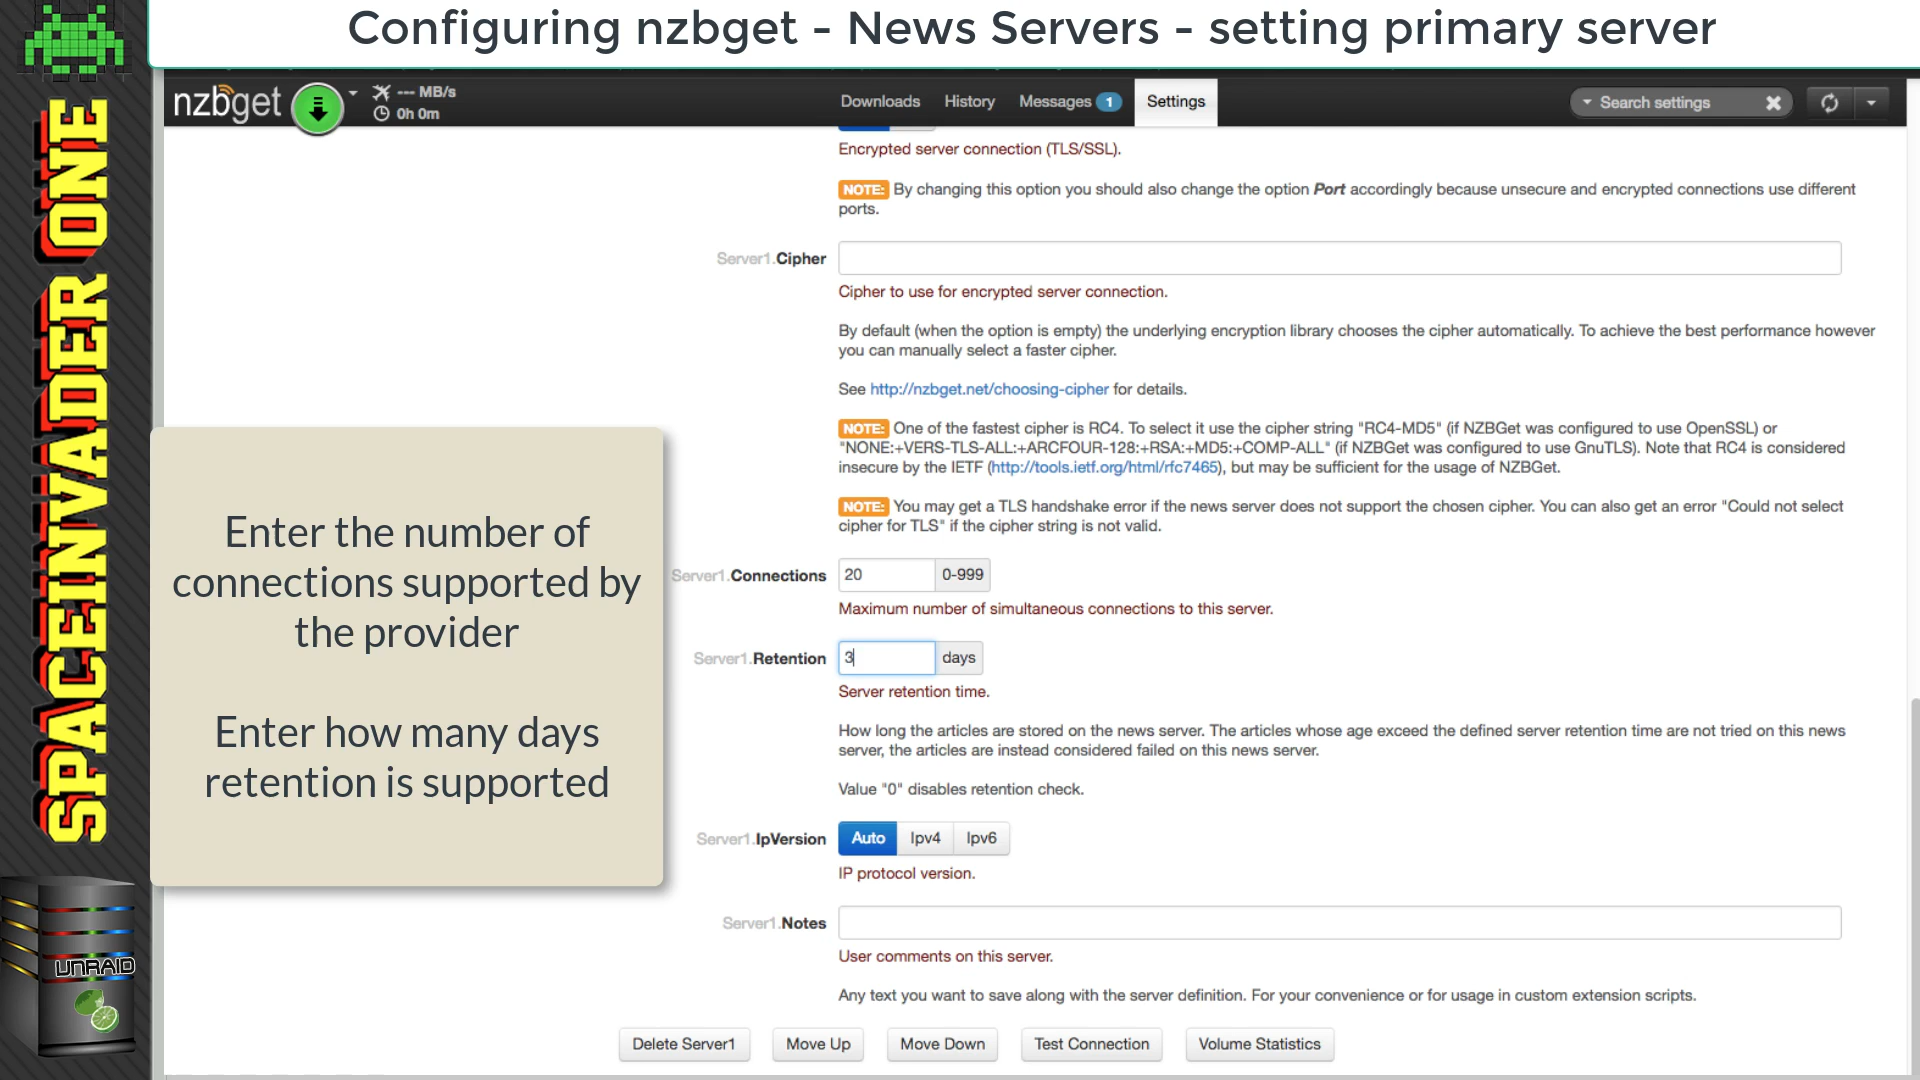 Configuring nzbget - News Servers - setting primary server
SPACEINVADER ONE
nzbget
--- MB/s
0h 0m
Downloads History Messages 1 Settings
Search settings
Encrypted server connection (TLS/SSL).
NOTE: By changing this option you should also change the option Port accordingly because unsecure and encrypted connections use different
ports.
Server1.Cipher
Cipher to use for encrypted server connection.
By default (when the option is empty) the underlying encryption library chooses the cipher automatically. To achieve the best performance however
you can manually select a faster cipher.
See http://nzbget.net/choosing-cipher for details.
NOTE: One of the fastest cipher is RC4. To select it use the cipher string "RC4-MD5" (if NZBGet was configured to use OpenSSL) or
"NONE:+VERS-TLS-ALL:+ARCFOUR-128:+RSA:+MD5:+COMP-ALL" (if NZBGet was configured to use GnuTLS). Note that RC4 is considered
insecure by the IETF (http://tools.ietf.org/html/rfc7465), but may be sufficient for the usage of NZBGet.
NOTE: You may get a TLS handshake error if the news server does not support the chosen cipher. You can also get an error "Could not select
cipher for TLS" if the cipher string is not valid.
Enter the number of
connections supported by
the provider
Enter how many days
retention is supported
Server1.Connections 20 0-999
Maximum number of simultaneous connections to this server.
Server1.Retention 3 days
Server retention time.
How long the articles are stored on the news server. The articles whose age exceed the defined server retention time are not tried on this news
server, the articles are instead considered failed on this news server.
Value "0" disables retention check.
Server1.IpVersion Auto Ipv4 Ipv6
IP protocol version.
Server1.Notes
User comments on this server.
Any text you want to save along with the server definition. For your convenience or for usage in custom extension scripts.
UNRAID
Delete Server1 Move Up Move Down Test Connection Volume Statistics